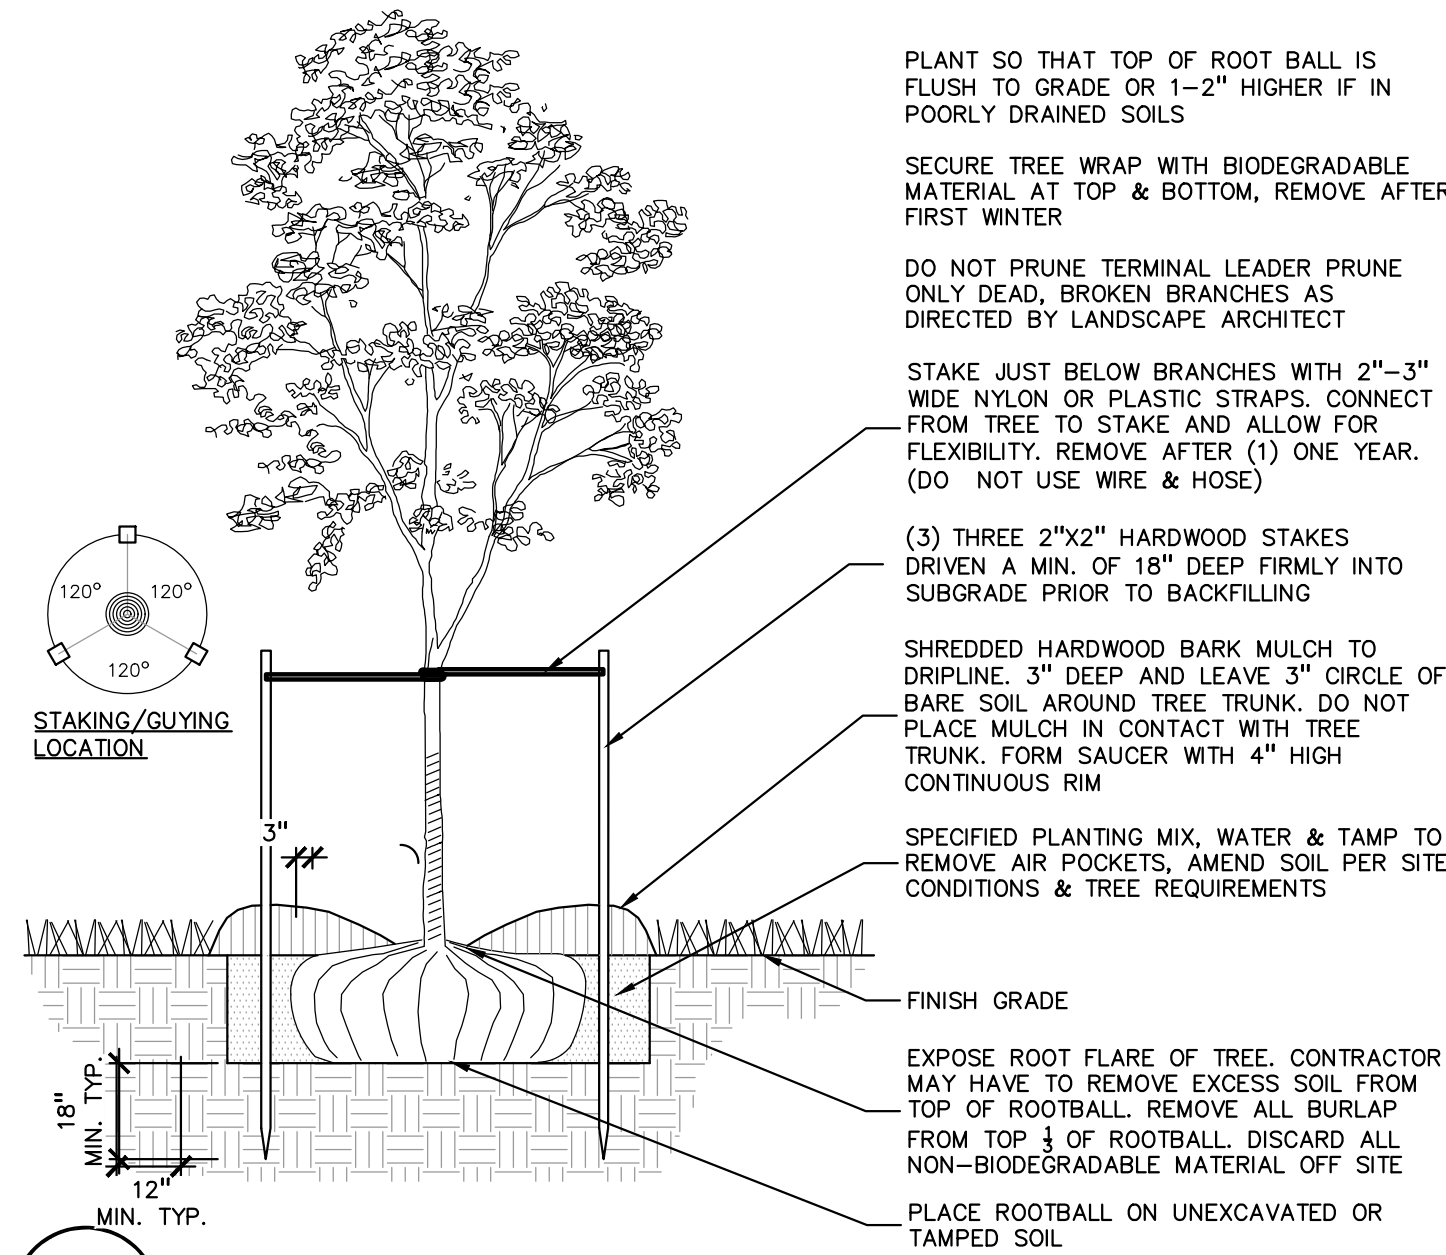 PLANT SO THAT TOP OF ROOT BALL IS
FLUSH TO GRADE OR 1-2" HIGHER IF IN
POORLY DRAINED SOILS
SECURE TREE WRAP WITH BIODEGRADABLE
MATERIAL AT TOP & BOTTOM, REMOVE AFTER
FIRST WINTER
DO NOT PRUNE TERMINAL LEADER PRUNE
ONLY DEAD, BROKEN BRANCHES AS
DIRECTED BY LANDSCAPE ARCHITECT
STAKE JUST BELOW BRANCHES WITH 2"-3"
WIDE NYLON OR PLASTIC STRAPS. CONNECT
FROM TREE TO STAKE AND ALLOW FOR
FLEXIBILITY. REMOVE AFTER (1) ONE YEAR.
(DO NOT USE WIRE & HOSE)
(3) THREE 2"X2" HARDWOOD STAKES
DRIVEN A MIN. OF 18" DEEP FIRMLY INTO
SUBGRADE PRIOR TO BACKFILLING
SHREDDED HARDWOOD BARK MULCH TO
DRIPLINE. 3" DEEP AND LEAVE 3" CIRCLE OF
BARE SOIL AROUND TREE TRUNK. DO NOT
PLACE MULCH IN CONTACT WITH TREE
TRUNK. FORM SAUCER WITH 4" HIGH
CONTINUOUS RIM
SPECIFIED PLANTING MIX, WATER & TAMP TO
REMOVE AIR POCKETS, AMEND SOIL PER SITE
CONDITIONS & TREE REQUIREMENTS
FINISH GRADE
EXPOSE ROOT FLARE OF TREE. CONTRACTOR
MAY HAVE TO REMOVE EXCESS SOIL FROM
TOP OF ROOTBALL. REMOVE ALL BURLAP
FROM TOP 1/3 OF ROOTBALL. DISCARD ALL
NON-BIODEGRADABLE MATERIAL OFF SITE
PLACE ROOTBALL ON UNEXCAVATED OR
TAMPED SOIL
120° 120°
120°
STAKING/GUYING
LOCATION
3"
18"
MIN. TYP.
12"
MIN. TYP.